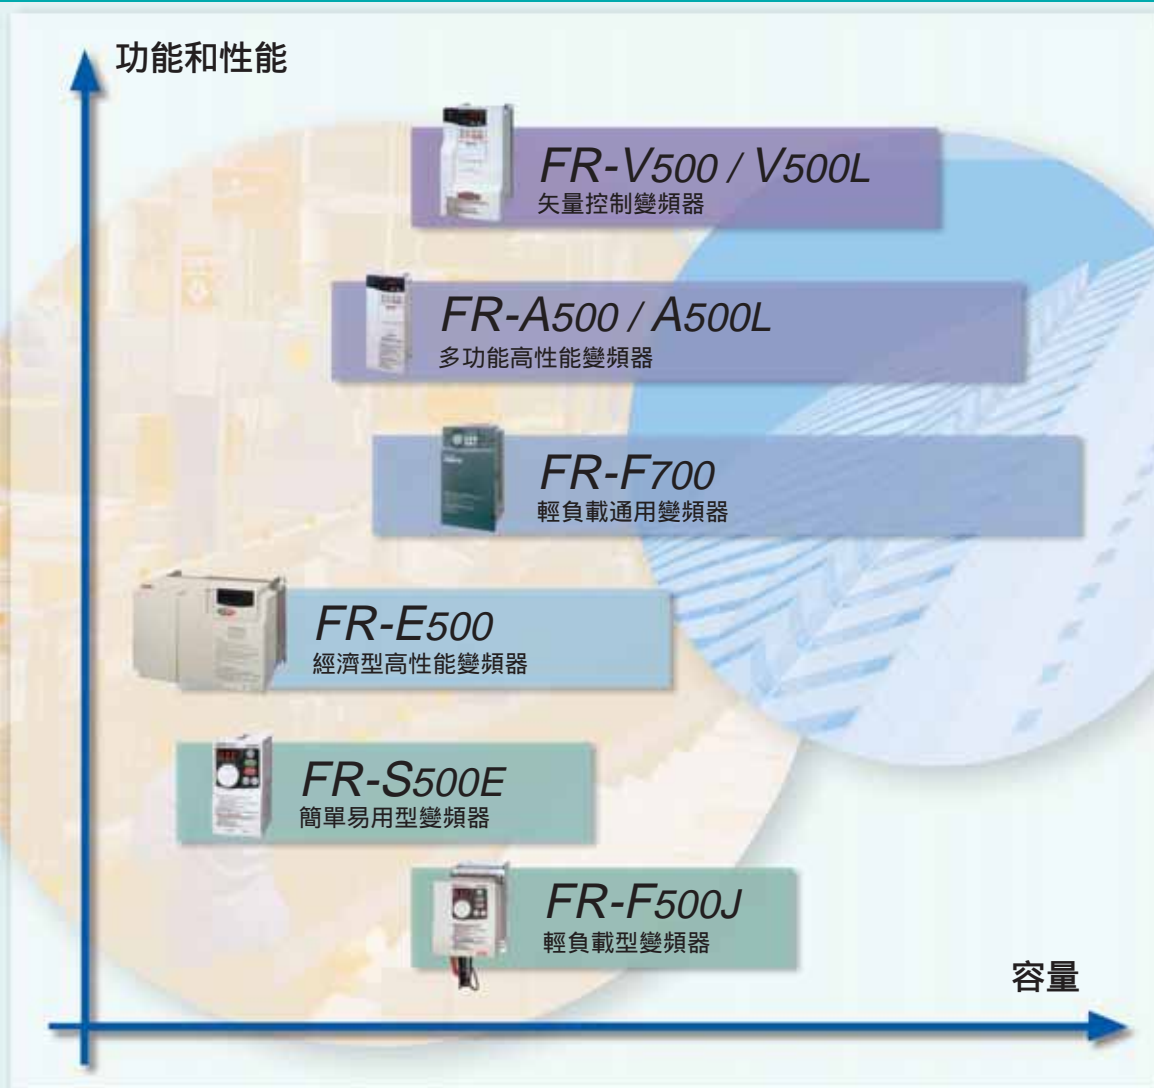 功能和性能
FR-V500 / V500L
矢量控制變頻器
FR-A500 / A500L
多功能高性能變頻器
FR-F700
輕負載通用變頻器
FR-E500
經濟型高性能變頻器
FR-S500E
簡單易用型變頻器
FR-F500J
輕負載型變頻器
容量